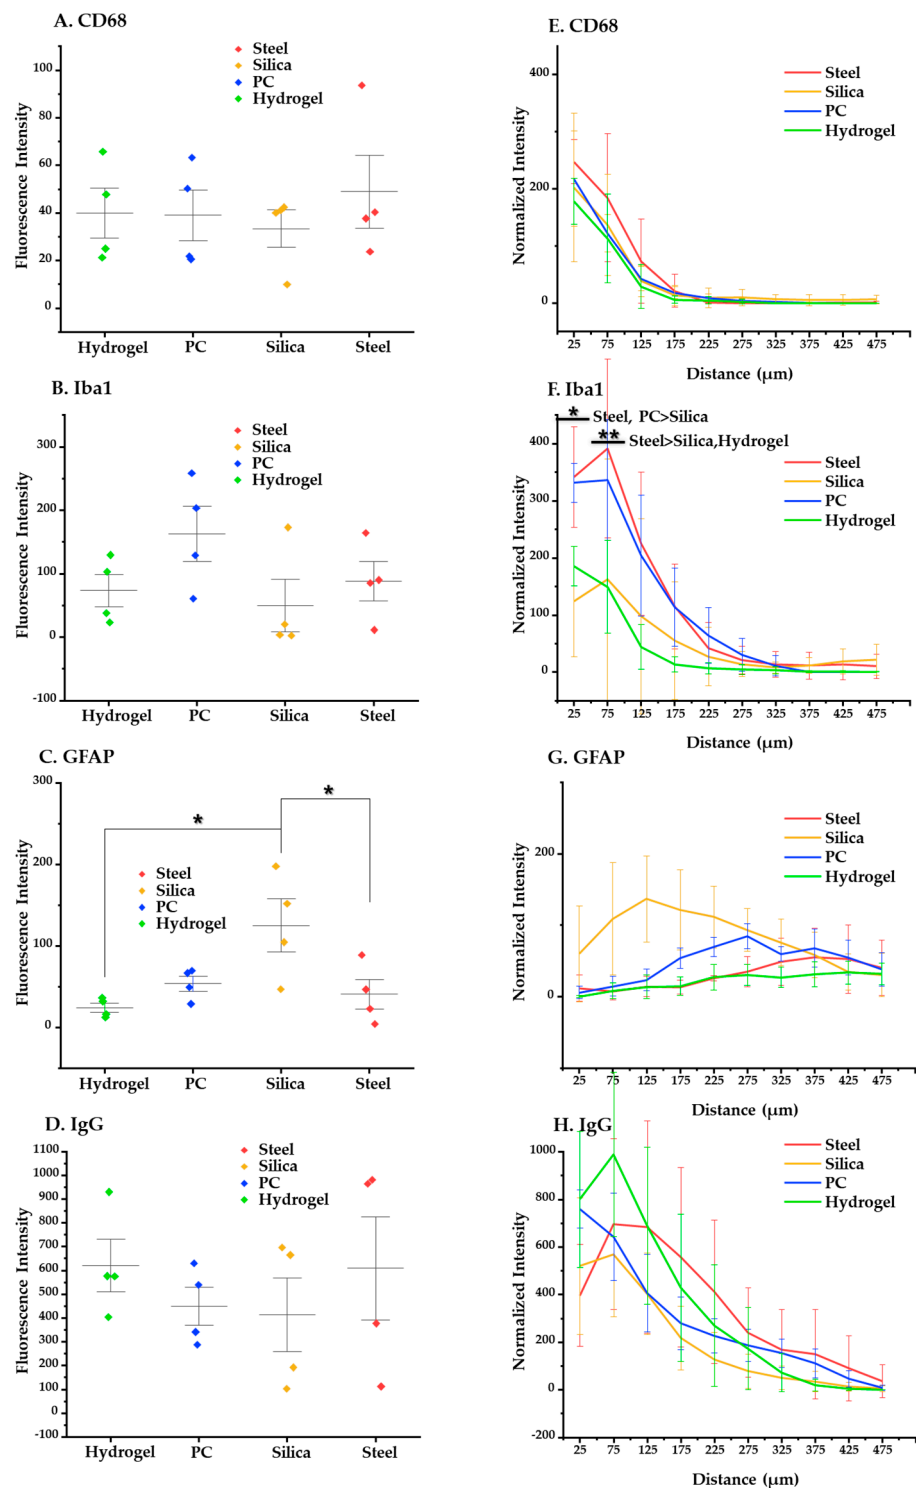 A. CD68
Steel
Silica
PC
Hydrogel
Fluorescence Intensity
100
80
60
40
20
0
Hydrogel PC Silica Steel
E. CD68
Steel
Silica
PC
Hydrogel
Normalized Intensity
400
200
0
25 75 125 175 225 275 325 375 425 475
Distance (µm)
B. Iba1
Steel
Silica
PC
Hydrogel
Fluorescence Intensity
300
200
100
0
-100
Hydrogel PC Silica Steel
F. Iba1
* Steel, PC>Silica
** Steel>Silica,Hydrogel
Steel
Silica
PC
Hydrogel
Normalized Intensity
400
300
200
100
0
25 75 125 175 225 275 325 375 425 475
Distance (µm)
C. GFAP
* *
Steel
Silica
PC
Hydrogel
Fluorescence Intensity
300
200
100
0
Hydrogel PC Silica Steel
G. GFAP
Steel
Silica
PC
Hydrogel
Normalized Intensity
200
0
25 75 125 175 225 275 325 375 425 475
Distance (µm)
D. IgG
Steel
Silica
PC
Hydrogel
Fluorescence Intensity
1100
1000
900
800
700
600
500
400
300
200
100
0
-100
Hydrogel PC Silica Steel
H. IgG
Steel
Silica
PC
Hydrogel
Normalized Intensity
1000
800
600
400
200
0
-200
25 75 125 175 225 275 325 375 425 475
Distance (µm)